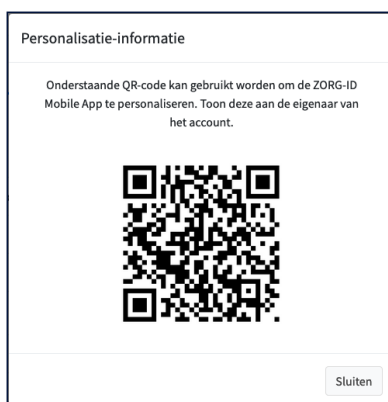 Personalisatie-informatie
Onderstaande QR-code kan gebruikt worden om de ZORG-ID
Mobile App te personaliseren. Toon deze aan de eigenaar van
het account.
Sluiten